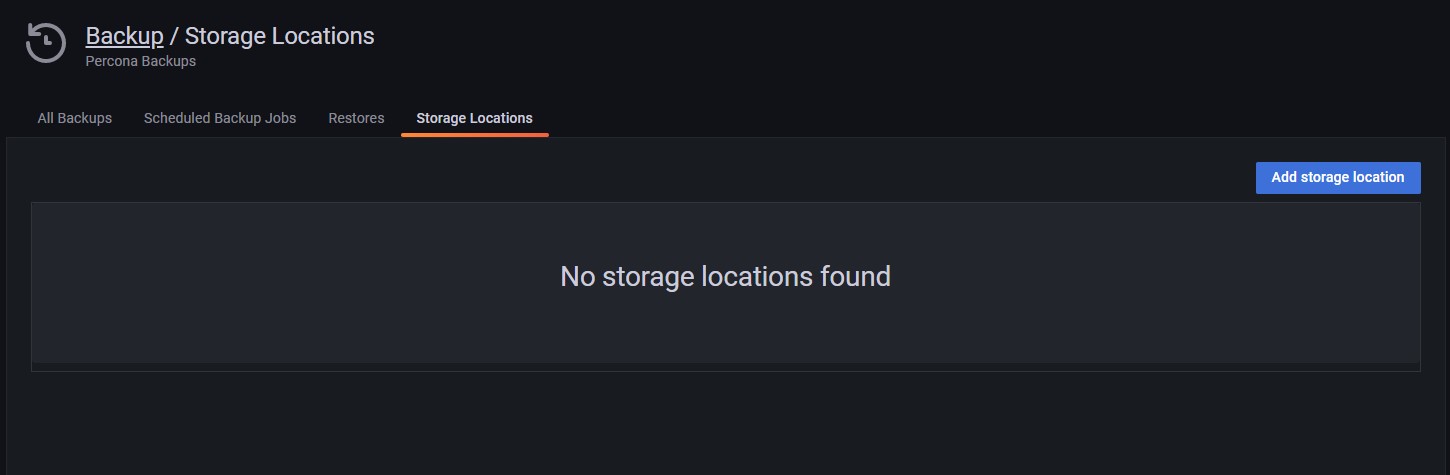 Backup / Storage Locations
Percona Backups
All Backups Scheduled Backup Jobs Restores Storage Locations
Add storage location
No storage locations found